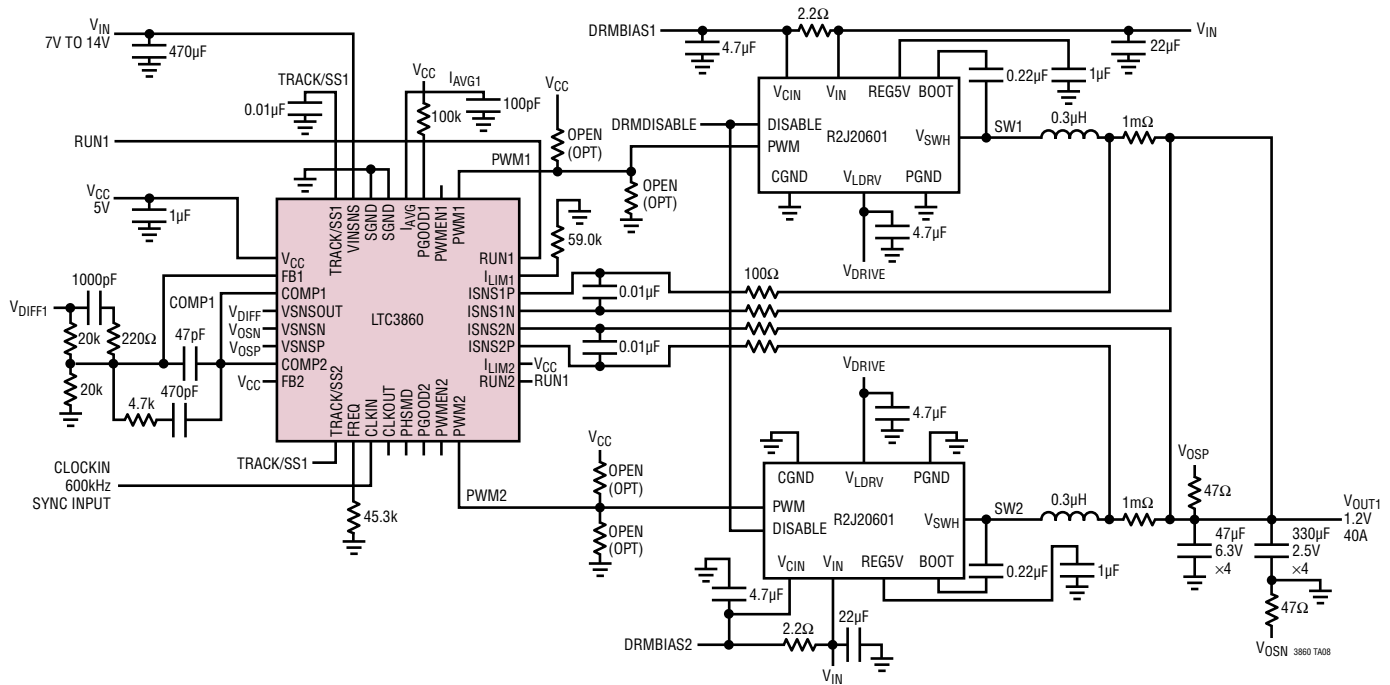 VIN
7V TO 14V
470µF
TRACK/SS1
0.01µF
VCC
IAVG1
100k
100pF
VCC
OPEN
(OPT)
RUN1
PWM1
OPEN
(OPT)
VCC
5V
1µF
59.0k
TRACK/SS1
VINSNS
SGND
SGND
IAVG
PGOOD1
PWMEN1
PWM1
VCC
FB1
COMP1
VSNSOUT
VSNSN
VSNSP
COMP2
FB2
LTC3860
RUN1
ILIM1
ISNS1P
ISNS1N
ISNS2N
ISNS2P
ILIM2
RUN2
TRACK/SS2
FREQ
CLKIN
CLKOUT
PHSMD
PGOOD2
PWMEN2
PWM2
VCC
RUN1
1000pF
VDIFF1
COMP1
VDIFF
VOSN
VOSP
VCC
20k
220Ω
47pF
20k
470pF
4.7k
TRACK/SS1
CLOCKIN
600kHz
SYNC INPUT
45.3k
0.01µF
0.01µF
100Ω
DRMBIAS1
2.2Ω
VIN
4.7µF
22µF
0.22µF
1µF
VCIN
VIN
REG5V
BOOT
DRMDISABLE
DISABLE
PWM
R2J20601
VSWH
CGND
VLDRV
PGND
SW1
0.3µH
1mΩ
4.7µF
VDRIVE
VDRIVE
4.7µF
VCC
OPEN
(OPT)
PWM2
OPEN
(OPT)
CGND
VLDRV
PGND
PWM
DISABLE
R2J20601
VSWH
VCIN
VIN
REG5V
BOOT
SW2
0.3µH
1mΩ
0.22µF
1µF
4.7µF
22µF
DRMBIAS2
2.2Ω
VIN
VOSP
47Ω
VOUT1
1.2V
40A
47µF
6.3V
×4
330µF
2.5V
×4
47Ω
VOSN
3860 TA08